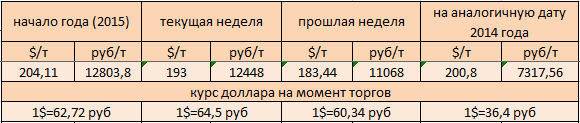 начало года (2015) текущая неделя прошлая неделя на аналогичную дату 2014 года
$/т руб/т $/т руб/т $/т руб/т $/т руб/т
204,11 12803,8 193 12448 183,44 11068 200,8 7317,56
курс доллара на момент торгов
1$=62,72 руб 1$=64,5 руб 1$=60,34 руб 1$=36,4 руб